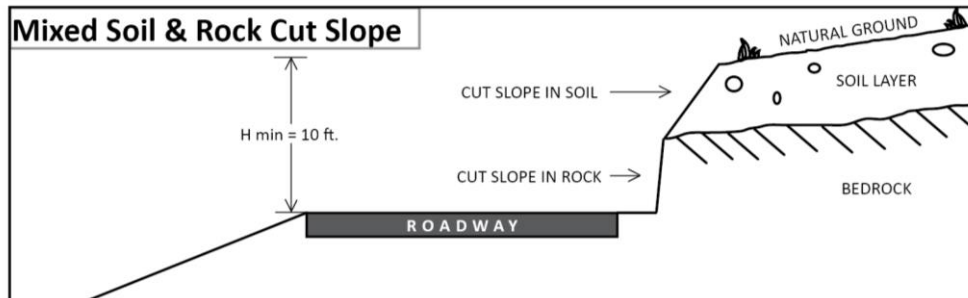 Mixed Soil & Rock Cut Slope
NATURAL GROUND
SOIL LAYER
CUT SLOPE IN SOIL
H min = 10 ft.
CUT SLOPE IN ROCK
BEDROCK
ROADWAY